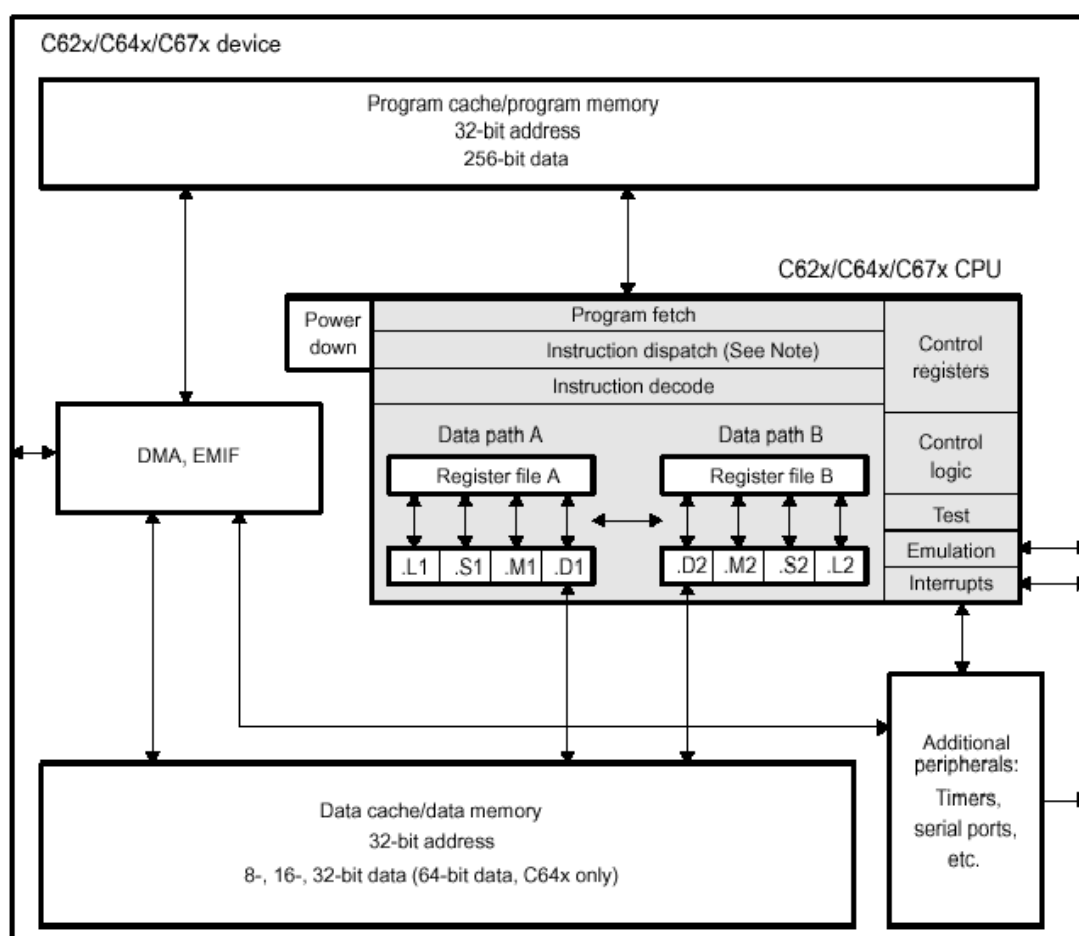 C62x/C64x/C67x device
Program cache/program memory
32-bit address
256-bit data
C62x/C64x/C67x CPU
Power
down
Program fetch
Instruction dispatch (See Note)
Instruction decode
Control
registers
DMA, EMIF
Data path A
Register file A
.L1 .S1 .M1 .D1
Data path B
Register file B
.D2 .M2 .S2 .L2
Control
logic
Test
Emulation
Interrupts
Data cache/data memory
32-bit address
8-, 16-, 32-bit data (64-bit data, C64x only)
Additional
peripherals:
Timers,
serial ports,
etc.